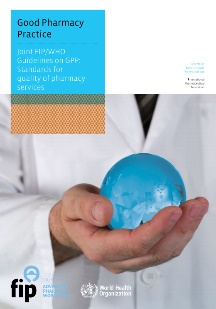 Good Pharmacy
Practice
Joint FIP/WHO
Guidelines on GPP:
Standards for
quality of pharmacy
services
fip
World Health
Organization